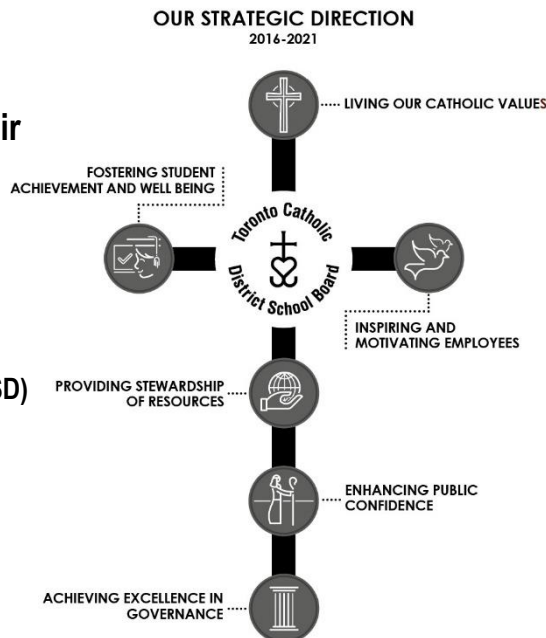 OUR STRATEGIC DIRECTION
2016-2021
LIVING OUR CATHOLIC VALUES
ir
FOSTERING STUDENT
ACHIEVEMENT AND WELL BEING
Toronto Catholic
District School Board
INSPIRING AND
MOTIVATING EMPLOYEES
SD)
PROVIDING STEWARDSHIP
OF RESOURCES
ENHANCING PUBLIC
CONFIDENCE
ACHIEVING EXCELLENCE IN
GOVERNANCE